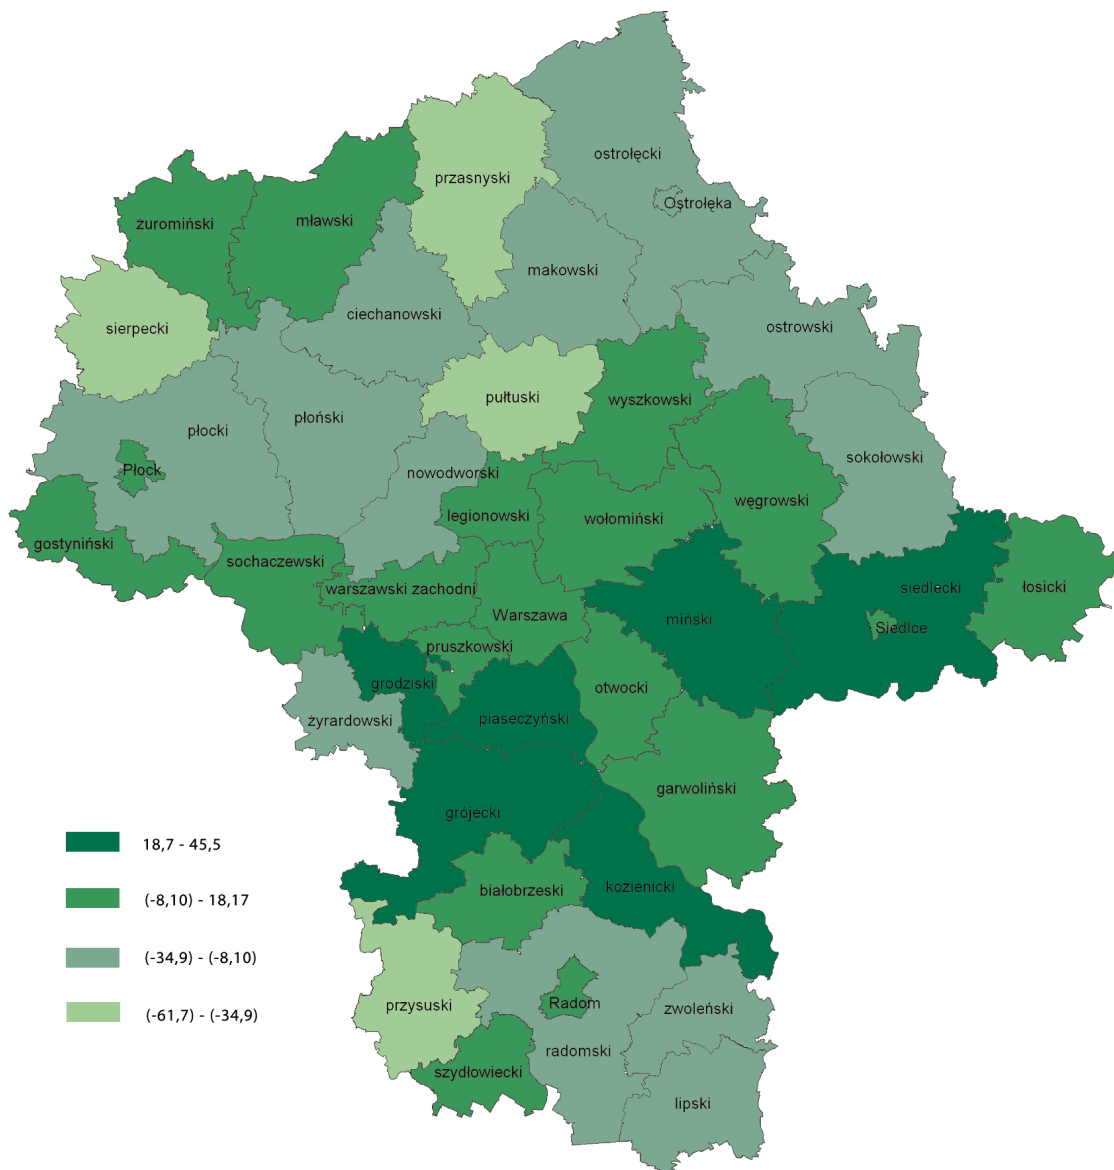 ostrołęcki
przasnyski
Ostrołęka
mławski
żuromiński
makowski
ciechanowski
ostrowski
sierpecki
pułtuski
wyszkowski
płoński
płocki
sokołowski
Płock
nowodworski
węgrowski
legionowski
wołomiński
gostyniński
sochaczewski
siedlecki
łosicki
warszawski zachodni
Warszawa
miński
Siedlce
pruszkowski
grodziski
otwocki
piaseczyński
żyrardowski
garwoliński
grójecki
18,7 - 45,5
białobrzeski
kozienicki
(-8,10) - 18,17
(-34,9) - (-8,10)
przysuski
Radom
zwoleński
(-61,7) - (-34,9)
radomski
szydłowiecki
lipski